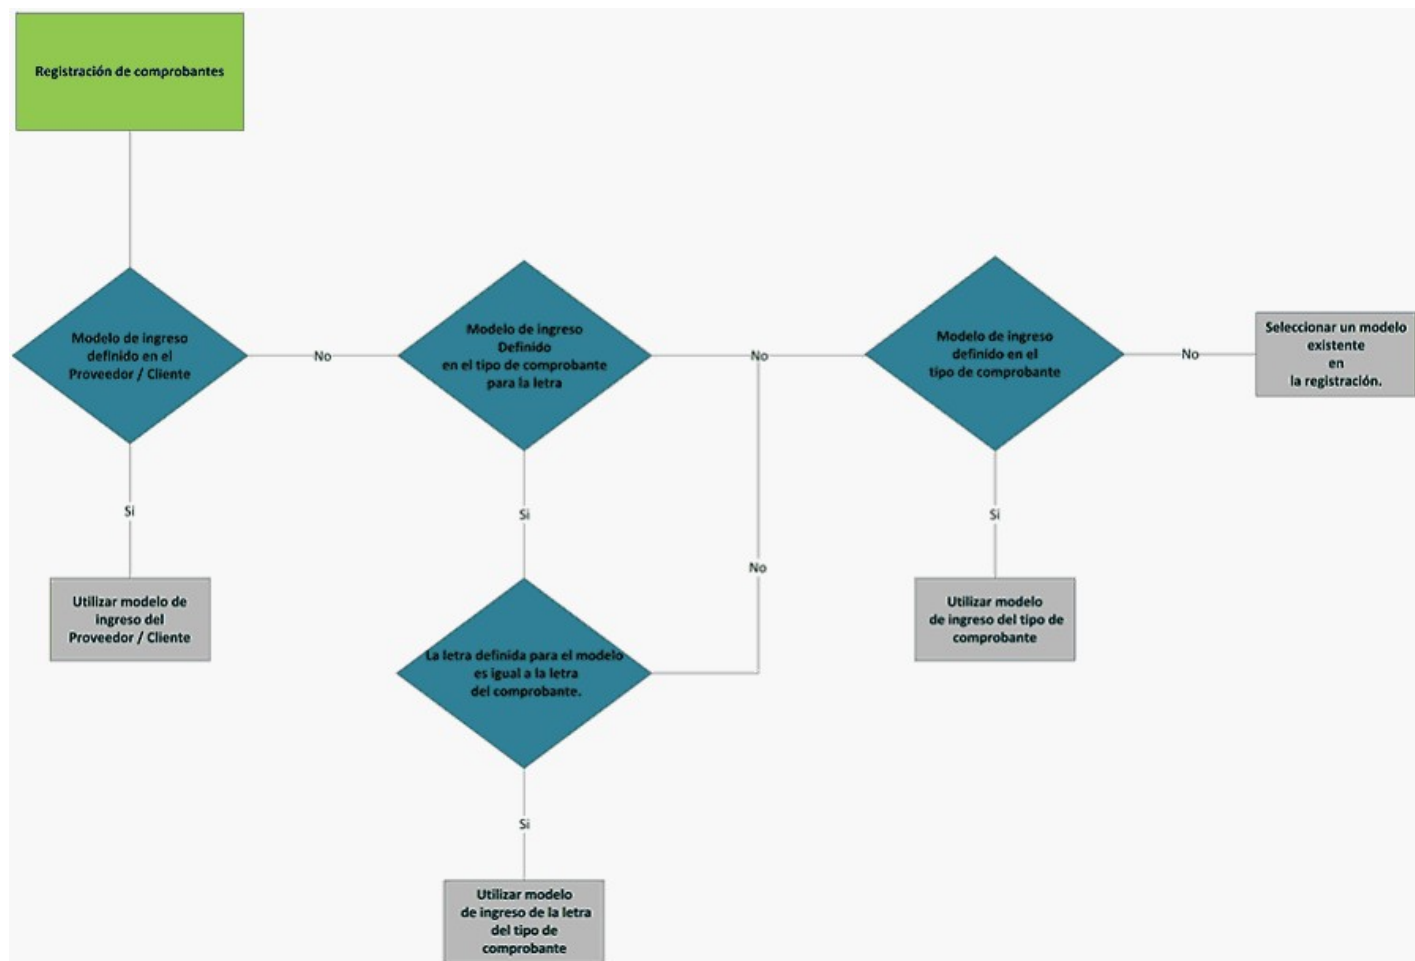 Registración de comprobantes
Modelo de ingreso
definido en el
Proveedor / Cliente
No
Modelo de ingreso
Definido
en el tipo de comprobante
para la letra
No
Modelo de ingreso
definido en el
tipo de comprobante
No
Seleccionar un modelo
existente
en
la registración.
Si
Utilizar modelo de
ingreso del
Proveedor / Cliente
Si
La letra definida para el modelo
es igual a la letra
del comprobante.
No
Si
Utilizar modelo
de ingreso del tipo de
comprobante
Si
Utilizar modelo
de ingreso de la letra
del tipo de
comprobante